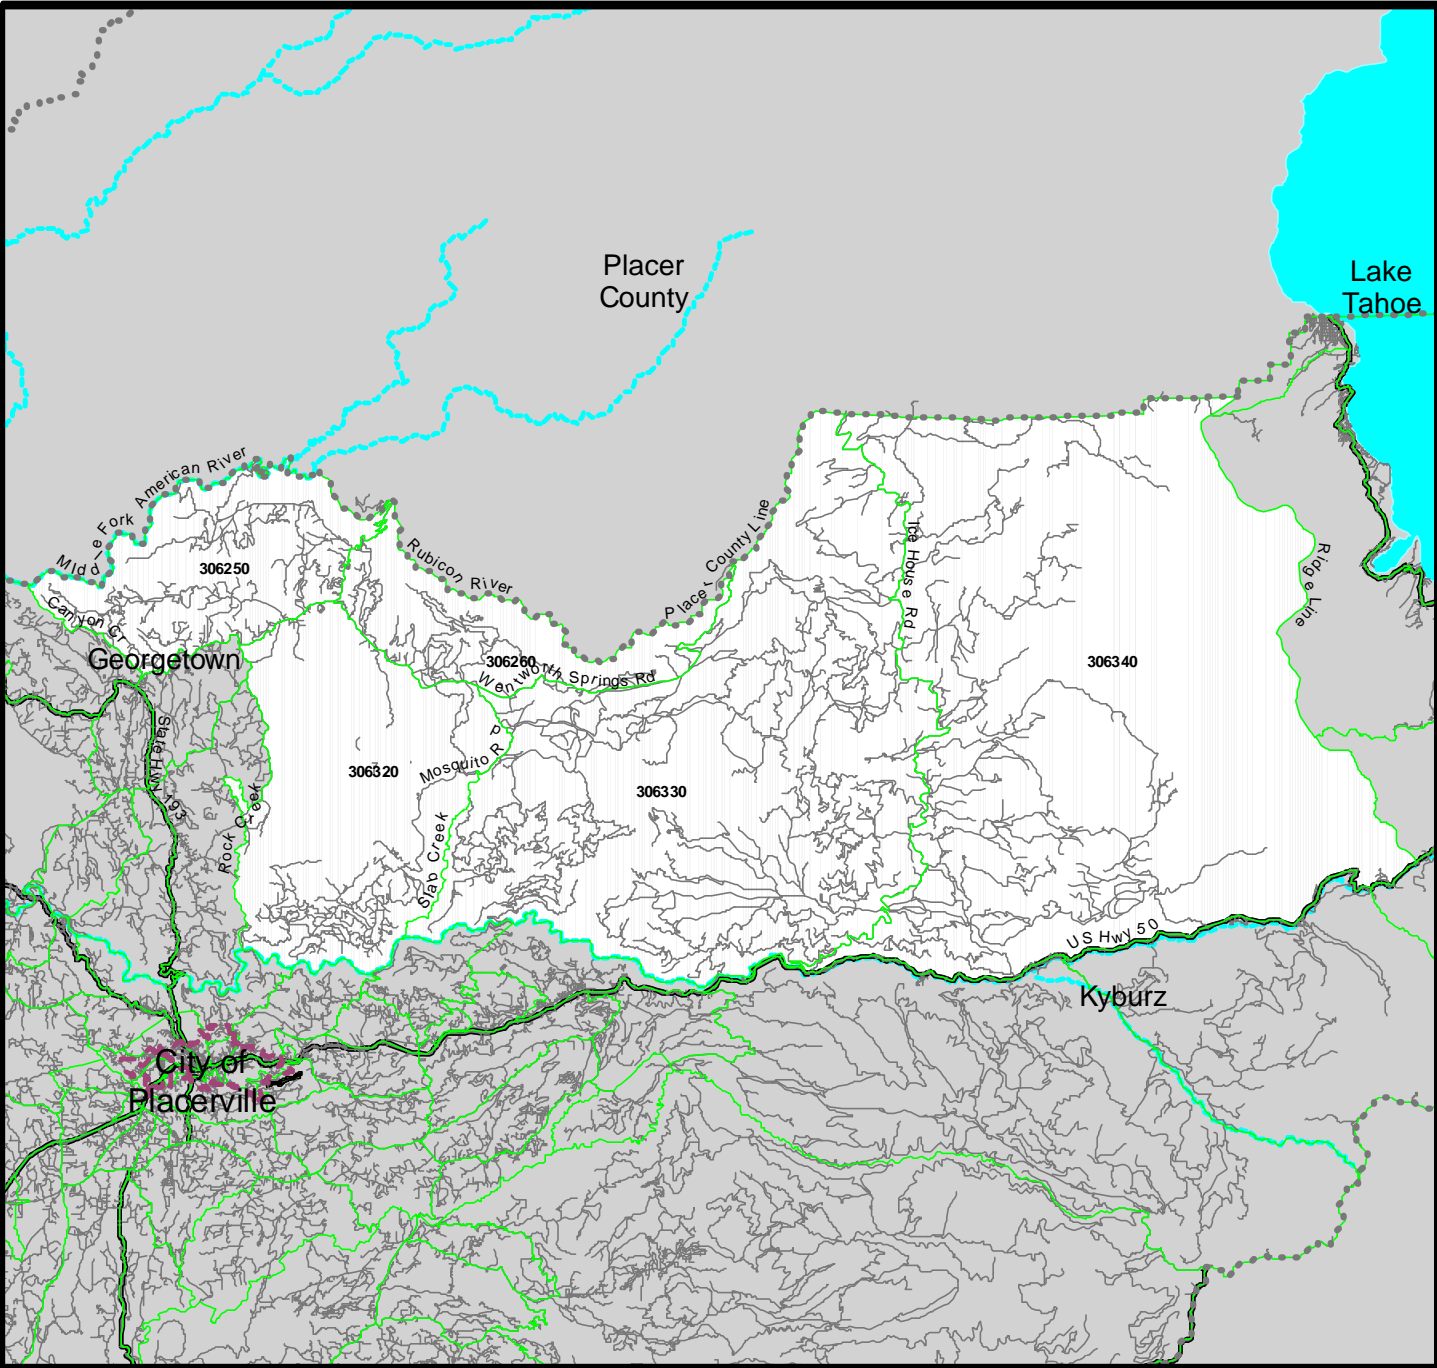 Placer
County
Lake
Tahoe
Middle Fork American River
Rubicon River
Placer County Line
Ice House Rd
Ridge Line
306250
Canyon Cr
Georgetown
306260
Wentworth Springs Rd
306340
State Hwy 193
Mosquito Rd
306320
306330
Rock Creek
Slab Creek
US Hwy 50
Kyburz
City of
Placerville